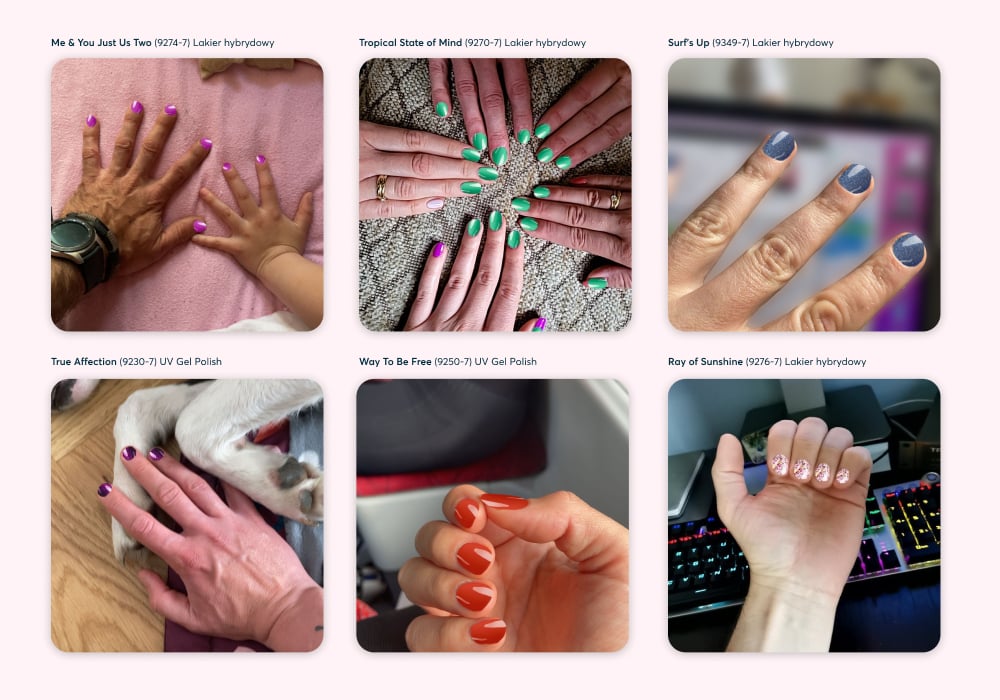 Me & You Just Us Two (9274-7) Lakier hybrydowy
Tropical State of Mind (9270-7) Lakier hybrydowy
Surf's Up (9349-7) Lakier hybrydowy
True Affection (9230-7) UV Gel Polish
Way To Be Free (9250-7) UV Gel Polish
Ray of Sunshine (9276-7) Lakier hybrydowy